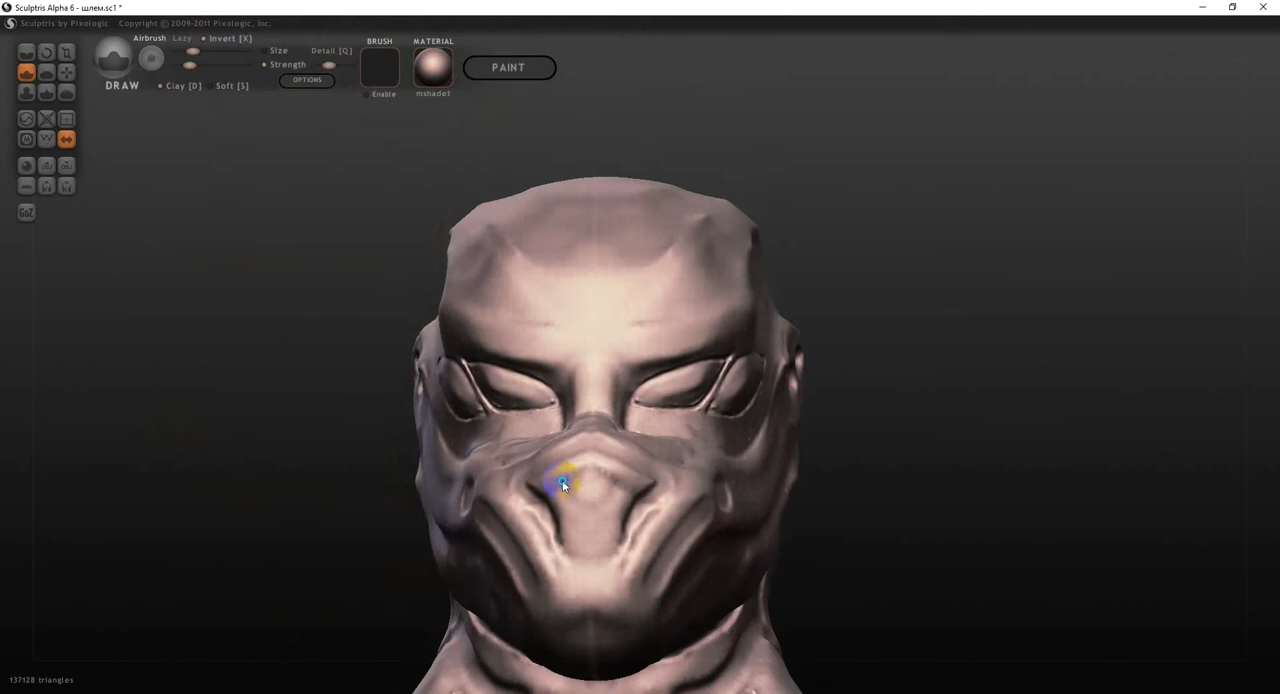 Sculptris Alpha 6 - шлем.sc1 *
Sculptris by Pixologic Copyright © 2009-2011 Pixologic, Inc.
Airbrush Lazy Invert [X]
Size Detail [Q]
Strength
DRAW Clay [D] Soft [S] OPTIONS
BRUSH
Enable
MATERIAL
mshade1
PAINT
GoZ
137128 triangles